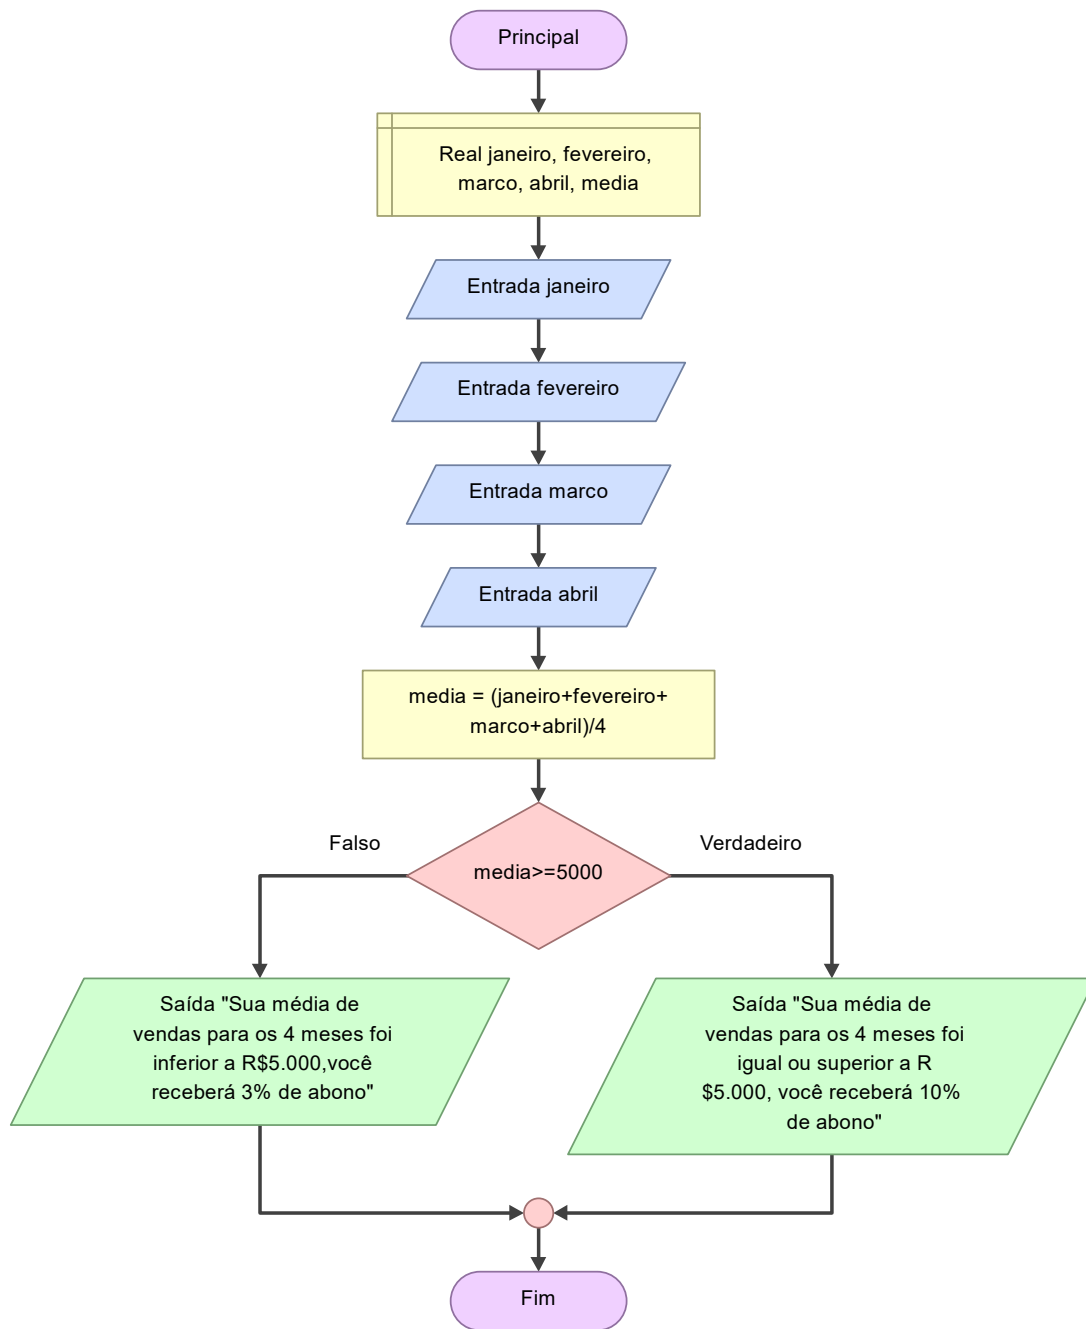 Principal
Real janeiro, fevereiro,
marco, abril, media
Entrada janeiro
Entrada fevereiro
Entrada marco
Entrada abril
media = (janeiro+fevereiro+
marco+abril)/4
Falso
media>=5000
Verdadeiro
Saída "Sua média de
vendas para os 4 meses foi
inferior a R$5.000,você
receberá 3% de abono"
Saída "Sua média de
vendas para os 4 meses foi
igual ou superior a R
$5.000, você receberá 10%
de abono"
Fim